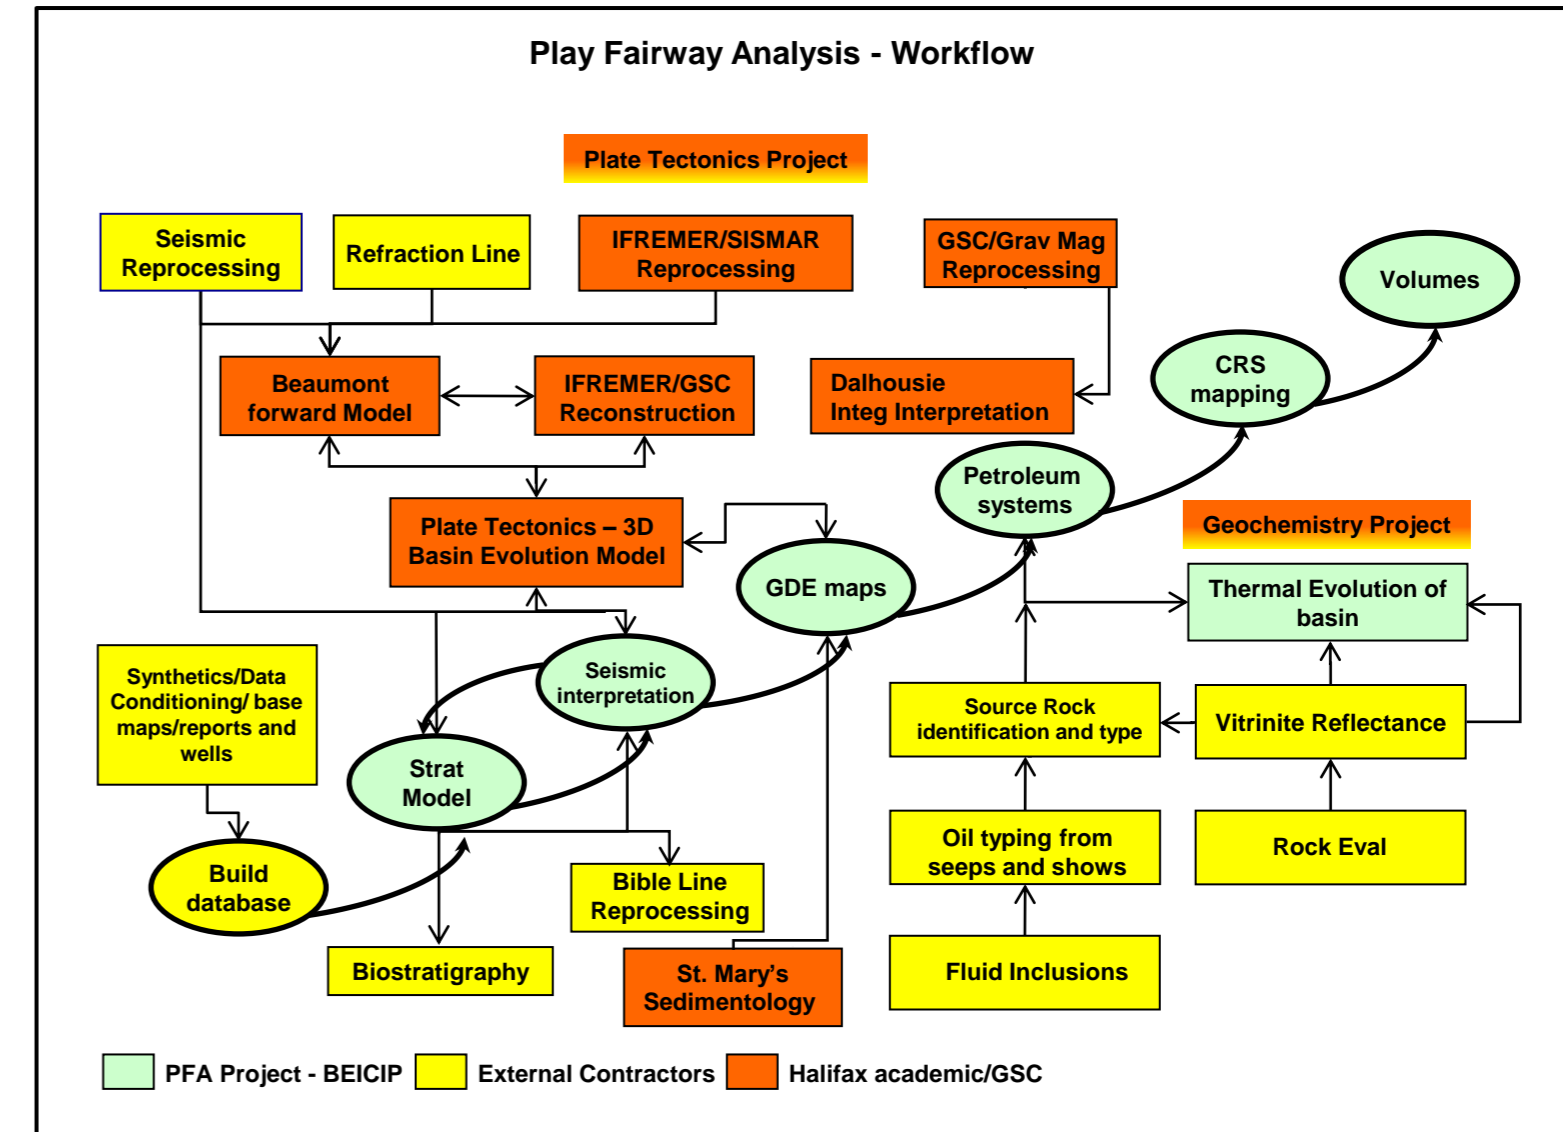 Play Fairway Analysis - Workflow
Plate Tectonics Project
Seismic
Reprocessing
Refraction Line
IFREMER/SISMAR
Reprocessing
GSC/Grav Mag
Reprocessing
Volumes
Beaumont
forward Model
IFREMER/GSC
Reconstruction
Dalhousie
Integ Interpretation
CRS
mapping
Petroleum
systems
Plate Tectonics – 3D
Basin Evolution Model
Geochemistry Project
GDE maps
Thermal Evolution of
basin
Synthetics/Data
Conditioning/ base
maps/reports and
wells
Seismic
interpretation
Source Rock
identification and type
Vitrinite Reflectance
Strat
Model
Build
database
Bible Line
Reprocessing
Oil typing from
seeps and shows
Rock Eval
Biostratigraphy
St. Mary's
Sedimentology
Fluid Inclusions
PFA Project - BEICIP
External Contractors
Halifax academic/GSC